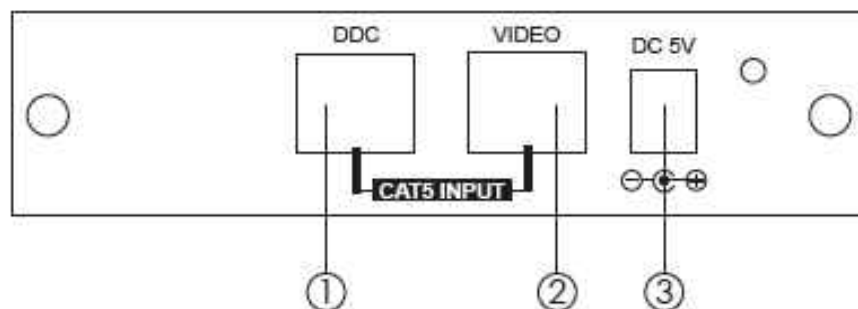 DDC VIDEO DC 5V
CAT5 INPUT
① ② ③